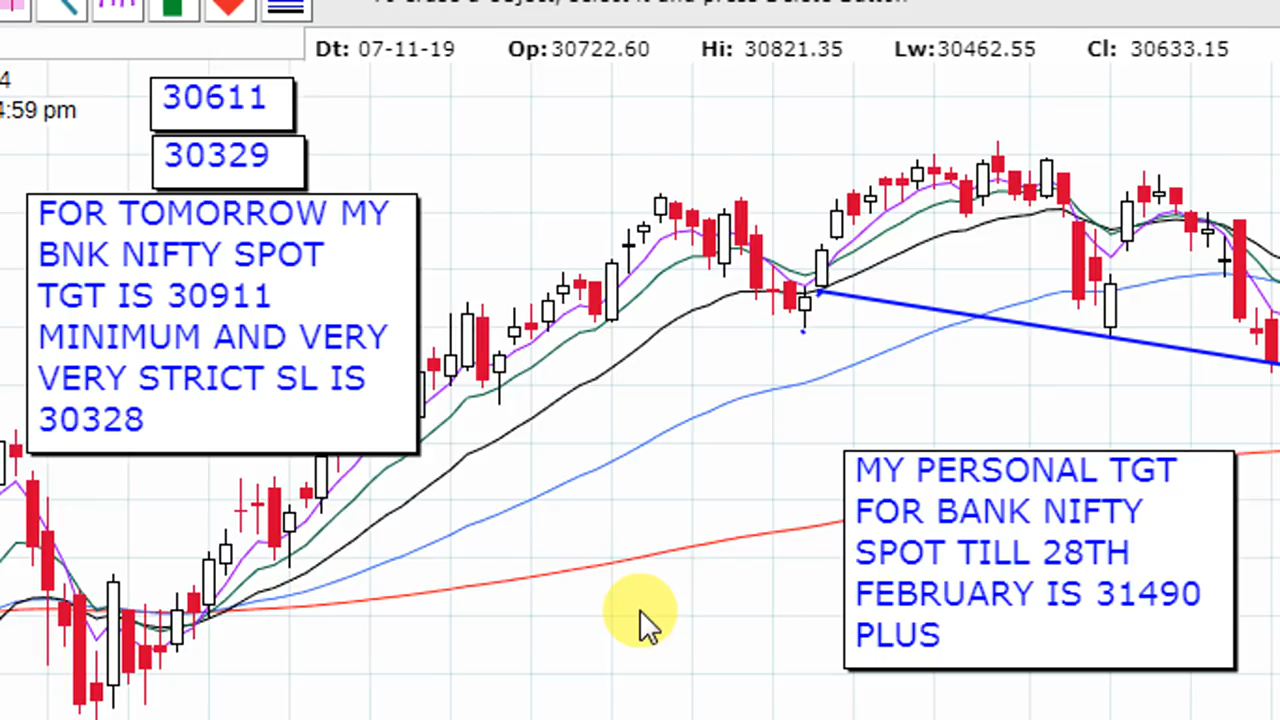 Dt: 07-11-19 Op:30722.60 Hi: 30821.35 Lw:30462.55 Cl: 30633.15
4
4:59 pm
30611
30329
FOR TOMORROW MY
BNK NIFTY SPOT
TGT IS 30911
MINIMUM AND VERY
VERY STRICT SL IS
30328
MY PERSONAL TGT
FOR BANK NIFTY
SPOT TILL 28TH
FEBRUARY IS 31490
PLUS